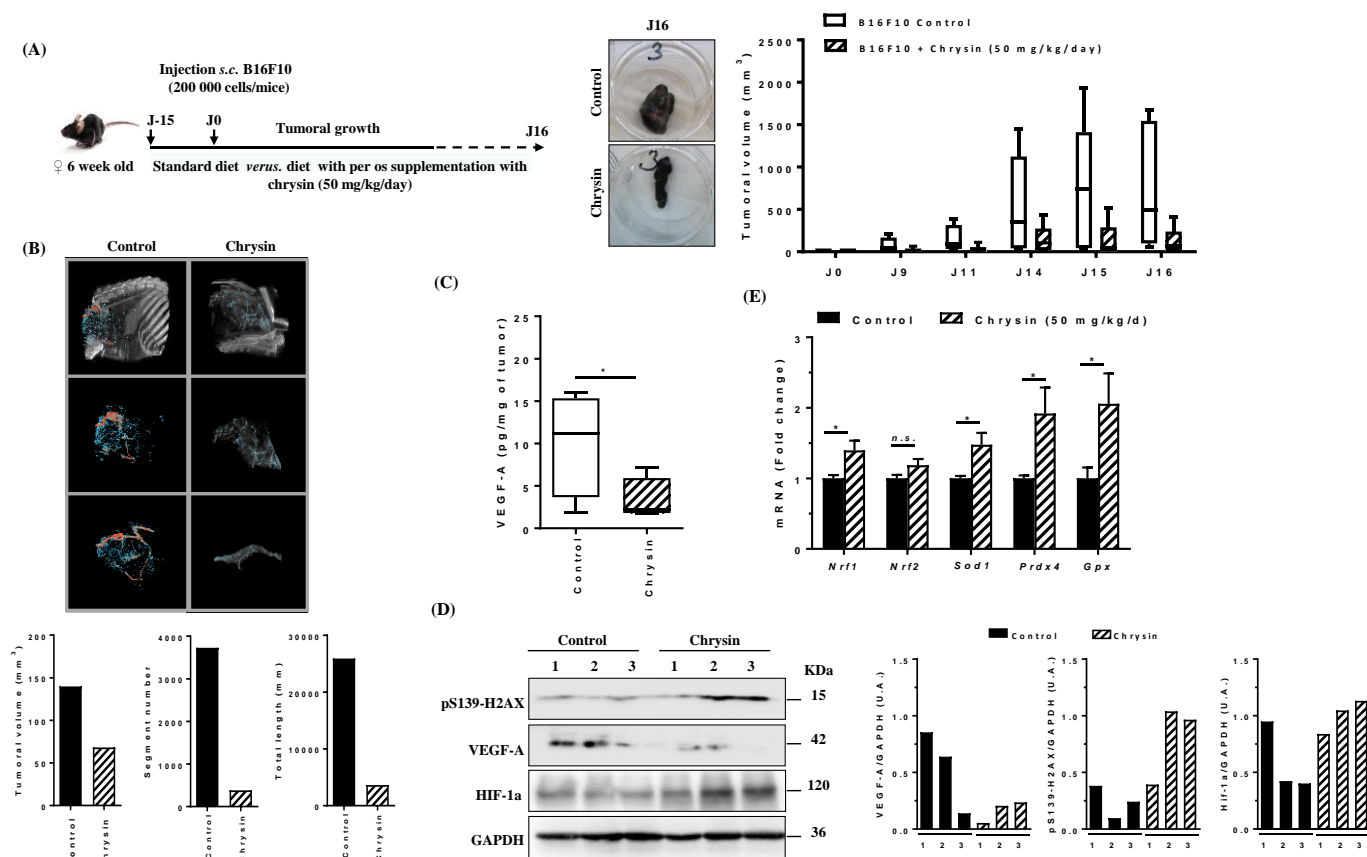 (A)
Injection s.c. B16F10
(200 000 cells/mice)
J-15
J0
Tumoral growth
J16
♀ 6 week old
Standard diet verus. diet with per os supplementation with
chrysin (50 mg/kg/day)
J16
Control
3
Chrysin
3
B16F10 Control
B16F10 + Chrysin (50 mg/kg/day)
Tumoral volume (mm3)
2500
2000
1500
1000
500
0
J0 J9 J11 J14 J15 J16
(B)
Control Chrysin
Tumoral volume (mm3)
200
150
100
50
0
Control Chrysin
Segment number
4000
3000
2000
1000
0
Control Chrysin
Total length (mm)
30000
20000
10000
0
Control Chrysin
(C)
VEGF-A (pg/mg of tumor)
25
20
15
10
5
0
*
Control Chrysin
(E)
Control Chrysin (50 mg/kg/d)
mRNA (Fold change)
3
2
1
0
* n.s. * * *
Nrf1 Nrf2 Sod1 Prdx4 Gpx
(D)
Control Chrysin
1 2 3 1 2 3 KDa
pS139-H2AX 15
VEGF-A 42
HIF-1a 120
GAPDH 36
Control Chrysin
VEGF-A/GAPDH (U.A.)
1.5
1.0
0.5
0.0
1 2 3 1 2 3
pS139-H2AX/GAPDH (U.A.)
1.5
1.0
0.5
0.0
1 2 3 1 2 3
Hif-1a/GAPDH (U.A.)
1.5
1.0
0.5
0.0
1 2 3 1 2 3